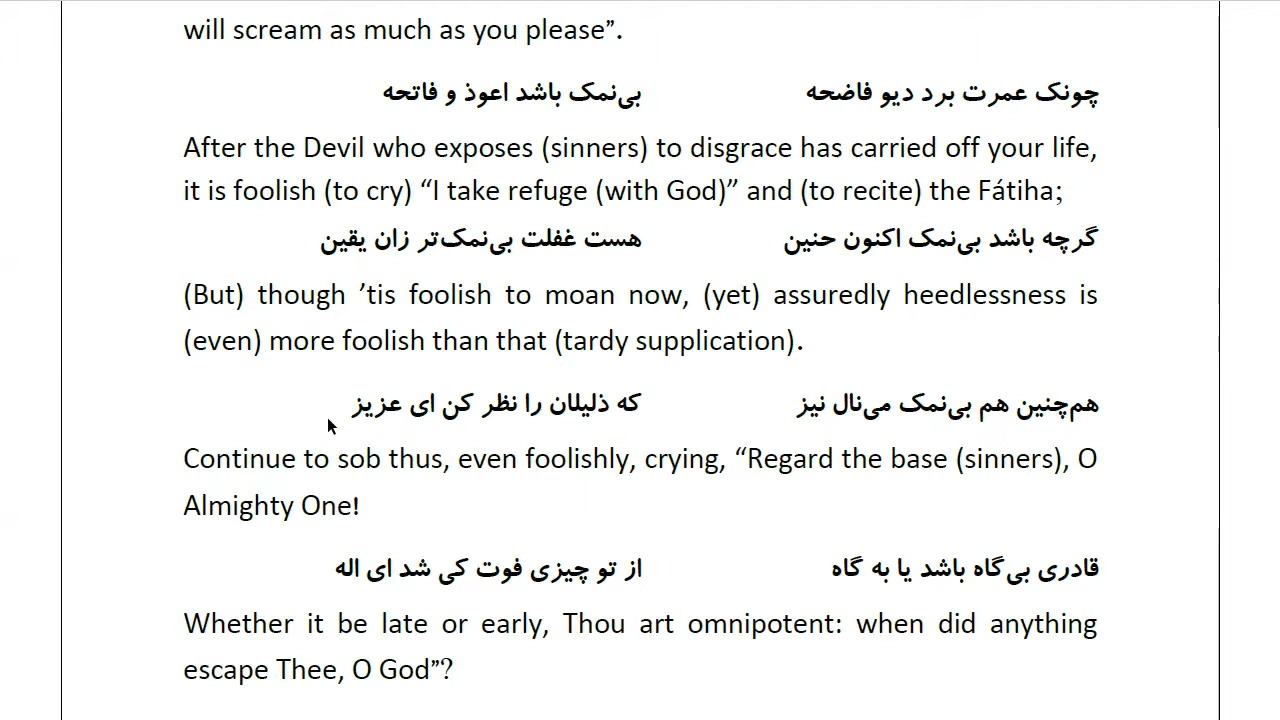 will scream as much as you please”.
چونک عمرت برد دیو فاضحه	بی‌نمک باشد اعوذ و فاتحه
After the Devil who exposes (sinners) to disgrace has carried off your life,
it is foolish (to cry) “I take refuge (with God)” and (to recite) the Fátiha;
گرچه باشد بی‌نمک اکنون حنین	هست غفلت بی‌نمک‌تر زان یقین
(But) though ’tis foolish to moan now, (yet) assuredly heedlessness is
(even) more foolish than that (tardy supplication).
هم‌چنین هم بی‌نمک می‌نال نیز	که ذلیلان را نظر کن ای عزیز
Continue to sob thus, even foolishly, crying, “Regard the base (sinners), O
Almighty One!
قادری بی‌گاه باشد یا به گاه	از تو چیزی فوت کی شد ای اله
Whether it be late or early, Thou art omnipotent: when did anything
escape Thee, O God”?